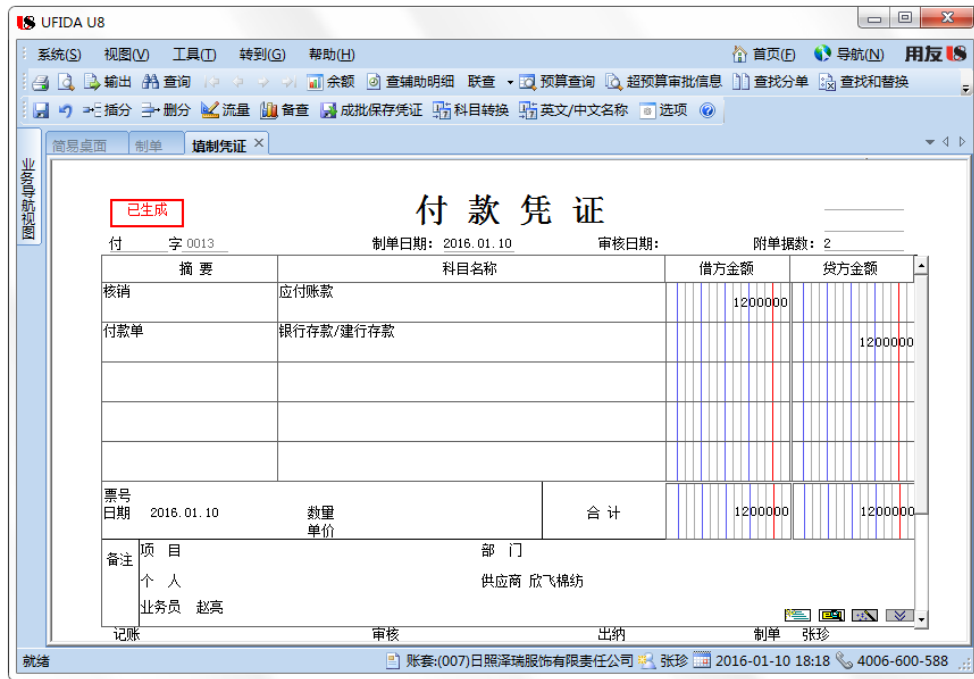 UFIDA U8
系统(S) 视图(V) 工具(T) 转到(G) 帮助(H) 首页(F) 导航(N) 用友
输出 查询 余额 查辅助明细 联查 预算查询 超预算审批信息 查找分单 查找和替换
插分 删分 流量 备查 成批保存凭证 科目转换 英文/中文名称 选项
简易桌面 制单 填制凭证
业务导航视图
已生成
付款凭证
付 字 0013 制单日期: 2016.01.10 审核日期: 附单据数: 2
摘要 科目名称 借方金额 贷方金额
核销 应付账款 1200000
付款单 银行存款/建行存款 1200000
票号
日期 2016.01.10 数量 合计 1200000 1200000
单价
备注 项目 部门
个人 供应商 欣飞棉纺
业务员 赵亮
记账 审核 出纳 制单 张珍
就绪 账套:(007)日照泽瑞服饰有限责任公司 张珍 2016-01-10 18:18 4006-600-588